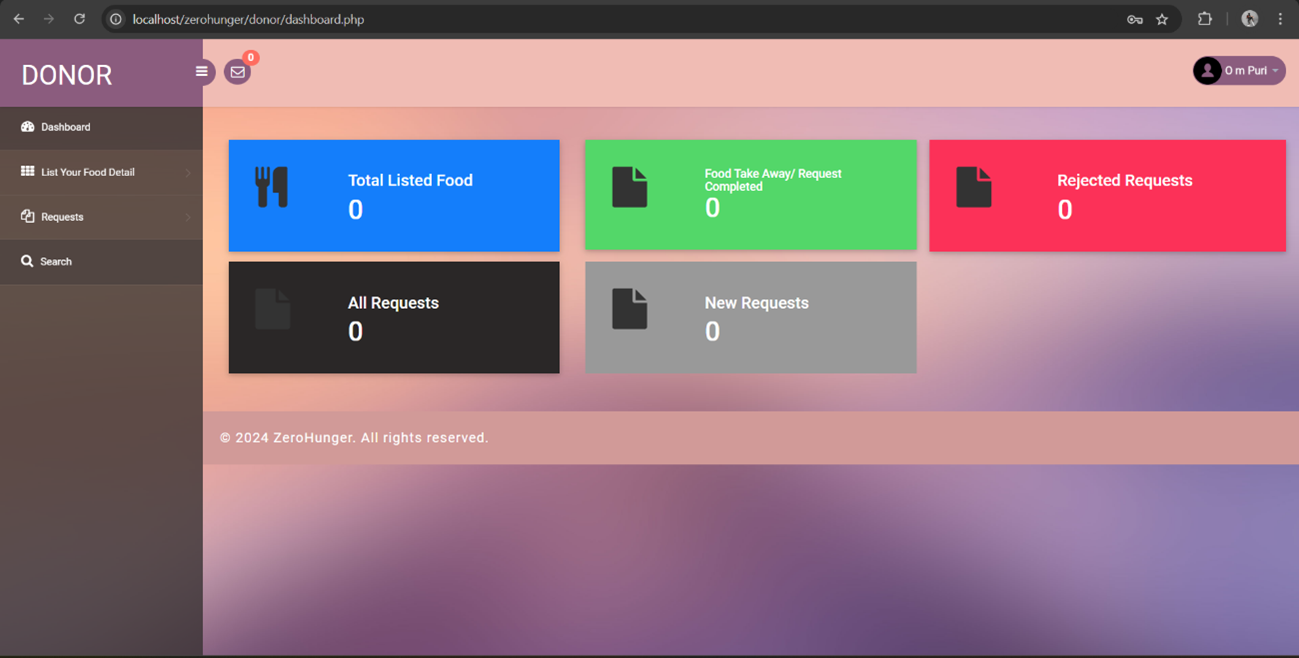 localhost/zerohunger/donor/dashboard.php
DONOR
0
0 m Puri
Dashboard
List Your Food Detail
Requests
Search
Total Listed Food
0
Food Take Away/ Request
Completed
0
Rejected Requests
0
All Requests
0
New Requests
0
© 2024 ZeroHunger. All rights reserved.